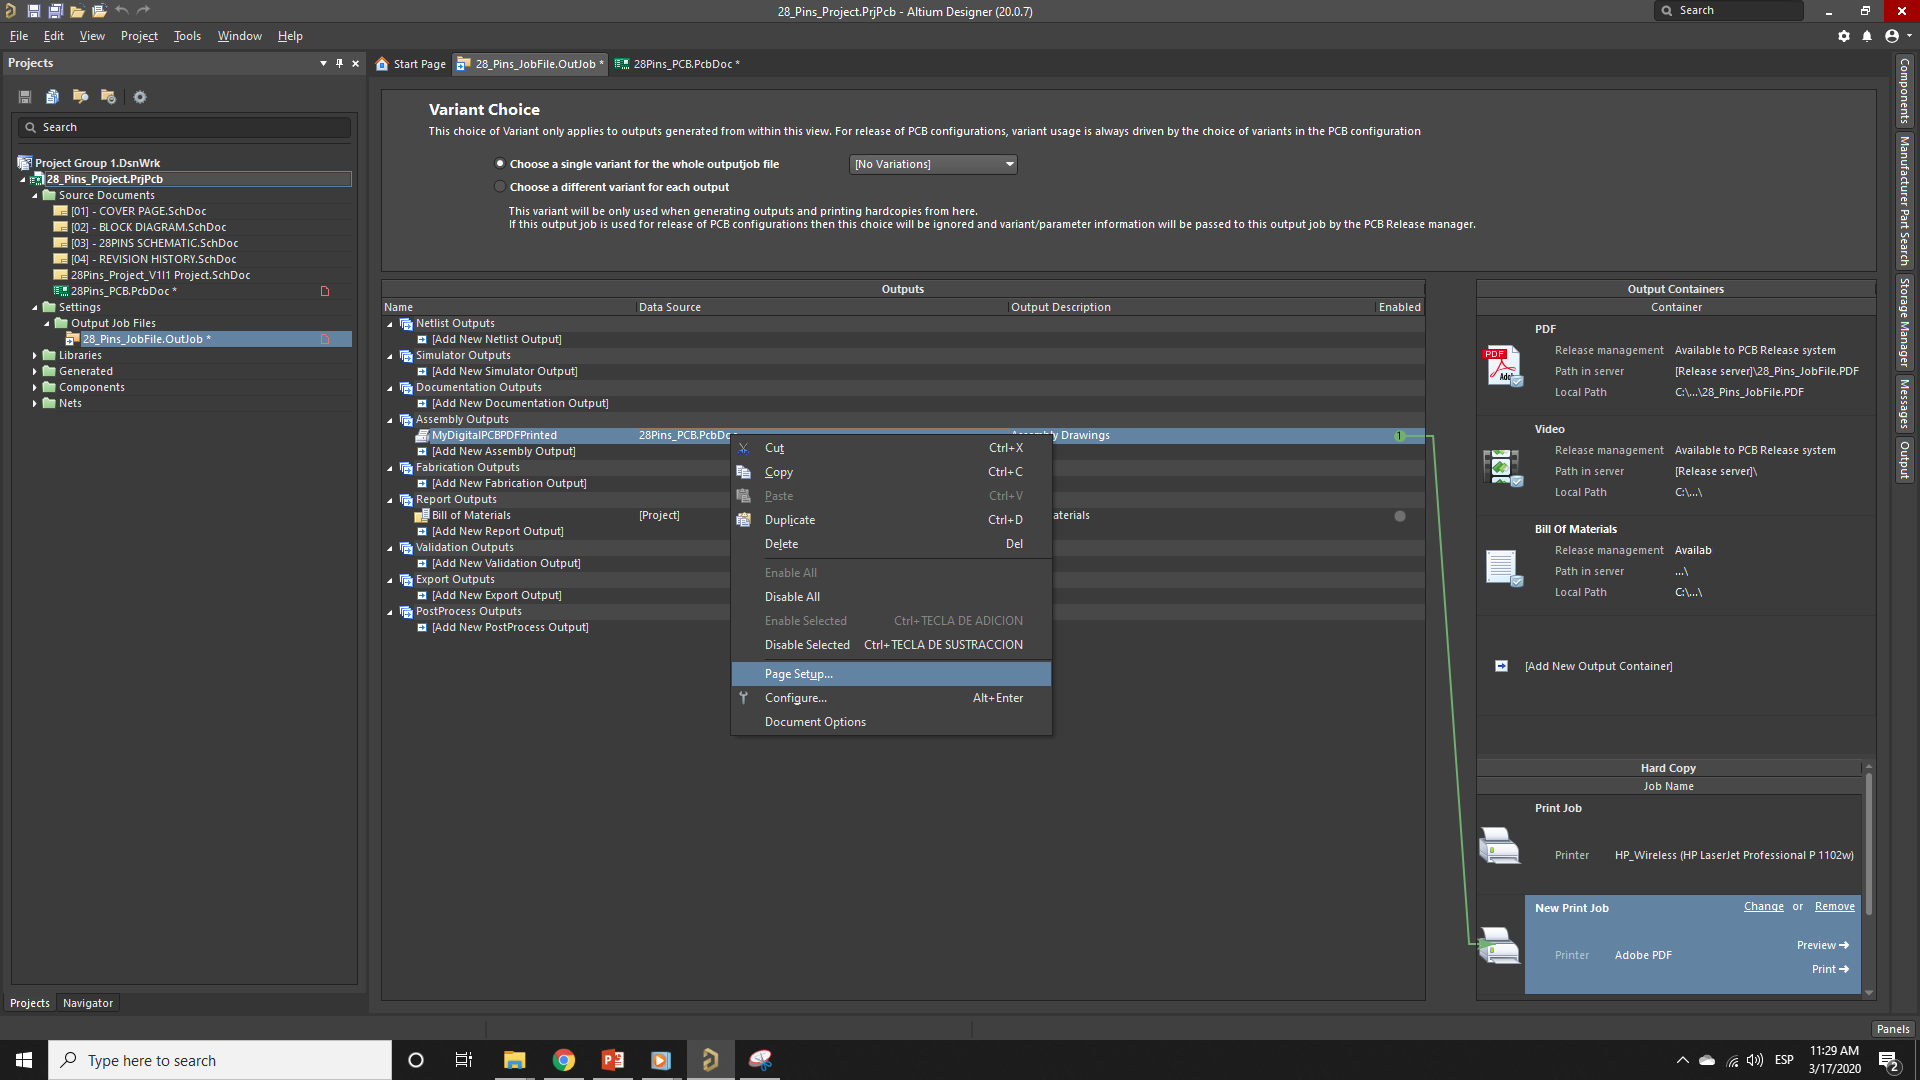 28_Pins_Project.PrjPcb - Altium Designer (20.0.7)
Search
File Edit View Project Tools Window Help
Projects
Start Page
28_Pins_JobFile.OutJob *
28Pins_PCB.PcbDoc *
Search
Project Group 1.DsnWrk
28_Pins_Project.PrjPcb
Source Documents
[01] - COVER PAGE.SchDoc
[02] - BLOCK DIAGRAM.SchDoc
[03] - 28PINS SCHEMATIC.SchDoc
[04] - REVISION HISTORY.SchDoc
28Pins_Project_V1I1 Project.SchDoc
28Pins_PCB.PcbDoc *
Settings
Output Job Files
28_Pins_JobFile.OutJob *
Libraries
Generated
Components
Nets
Projects
Navigator
Variant Choice
This choice of Variant only applies to outputs generated from within this view. For release of PCB configurations, variant usage is always driven by the choice of variants in the PCB configuration
Choose a single variant for the whole outputjob file
[No Variations]
Choose a different variant for each output
This variant will be only used when generating outputs and printing hardcopies from here.
If this output job is used for release of PCB configurations then this choice will be ignored and variant/parameter information will be passed to this output job by the PCB Release manager.
Outputs
Name Data Source Output Description Enabled
Netlist Outputs
[Add New Netlist Output]
Simulator Outputs
[Add New Simulator Output]
Documentation Outputs
[Add New Documentation Output]
Assembly Outputs
MyDigitalPCBPDFPrinted 28Pins_PCB.PcbDoc Assembly Drawings 1
[Add New Assembly Output]
Fabrication Outputs
[Add New Fabrication Output]
Report Outputs
Bill of Materials [Project] aterials
[Add New Report Output]
Validation Outputs
[Add New Validation Output]
Export Outputs
[Add New Export Output]
PostProcess Outputs
[Add New PostProcess Output]
Cut Ctrl+X
Copy Ctrl+C
Paste Ctrl+V
Duplicate Ctrl+D
Delete Del
Enable All
Disable All
Enable Selected Ctrl+TECLA DE ADICION
Disable Selected Ctrl+TECLA DE SUSTRACCION
Page Setup...
Configure... Alt+Enter
Document Options
Output Containers
Container
PDF
Release management Available to PCB Release system
Path in server [Release server]\28_Pins_JobFile.PDF
Local Path C:\...\28_Pins_JobFile.PDF
PDF
Adob
Video
Release management Available to PCB Release system
Path in server [Release server]\
Local Path C:\...\
Bill Of Materials
Release management Availab
Path in server ...\
Local Path C:\...\
[Add New Output Container]
Hard Copy
Job Name
Print Job
Printer HP_Wireless (HP LaserJet Professional P 1102w)
New Print Job Change or Remove
Preview
Printer Adobe PDF
Print
Components
Manufacturer Part Search
Storage Manager
Messages
Output
Panels
Type here to search
ESP
11:29 AM
3/17/2020
2